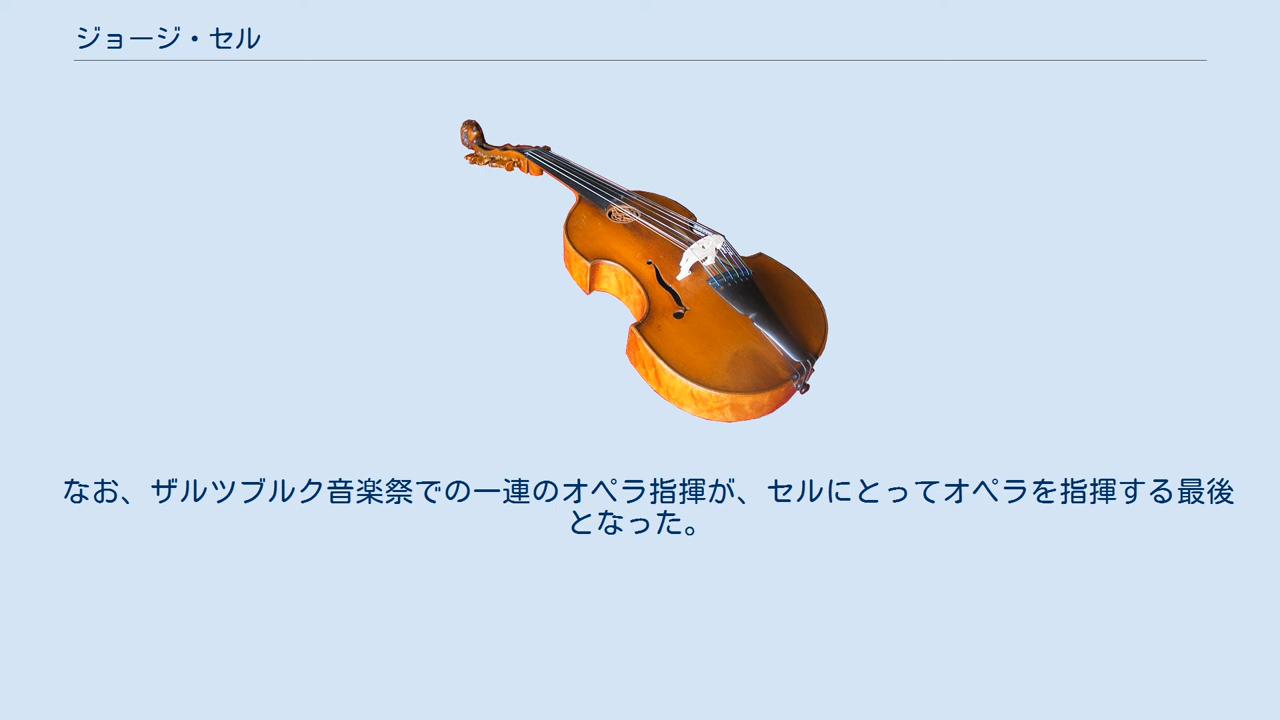 ジョージ・セル
なお、ザルツブルク音楽祭での一連のオペラ指揮が、セルにとってオペラを指揮する最後
となった。